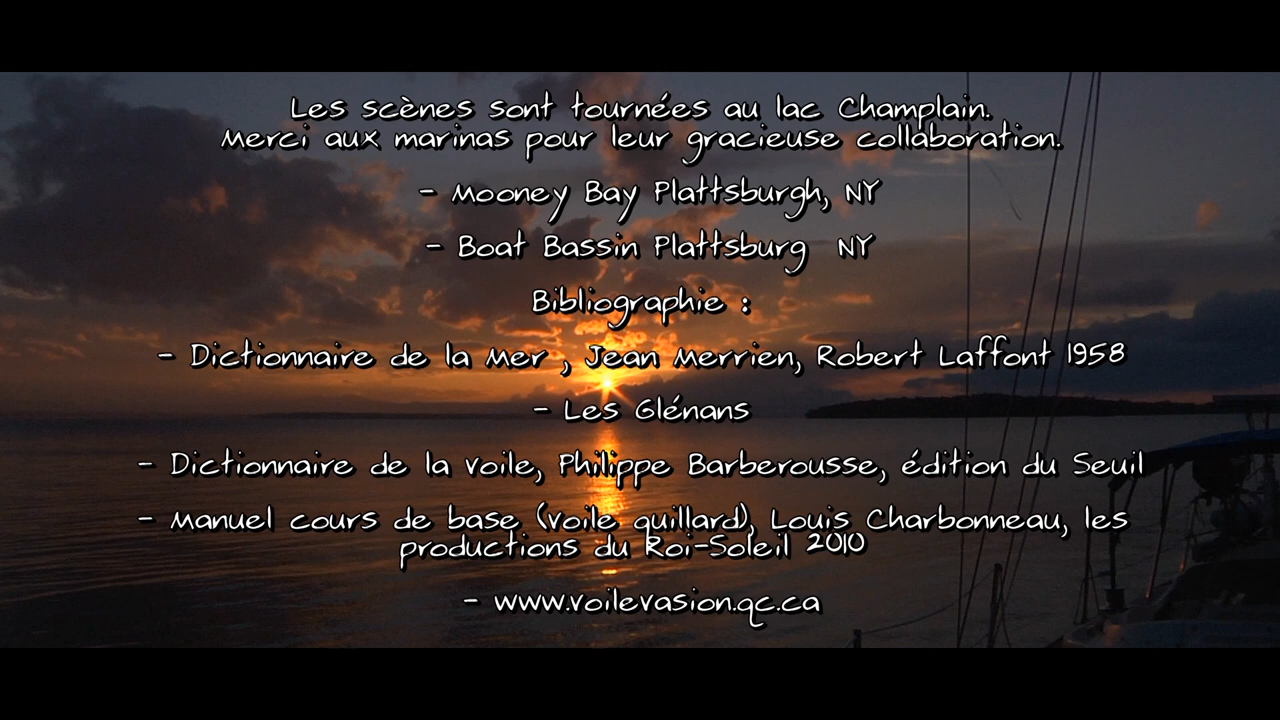 Les scènes sont tournées au lac Champlain.
Merci aux marinas pour leur gracieuse collaboration.
- Mooney Bay Plattsburgh, NY
- Boat Bassin Plattsburg  NY
Bibliographie :
- Dictionnaire de la Mer , Jean Merrien, Robert Laffont 1958
- Les Glénans
- Dictionnaire de la voile, Philippe Barberousse, édition du Seuil
- Manuel cours de base (voile quillard), Louis Charbonneau, les
productions du Roi-Soleil 2010
- www.voilevasion.qc.ca